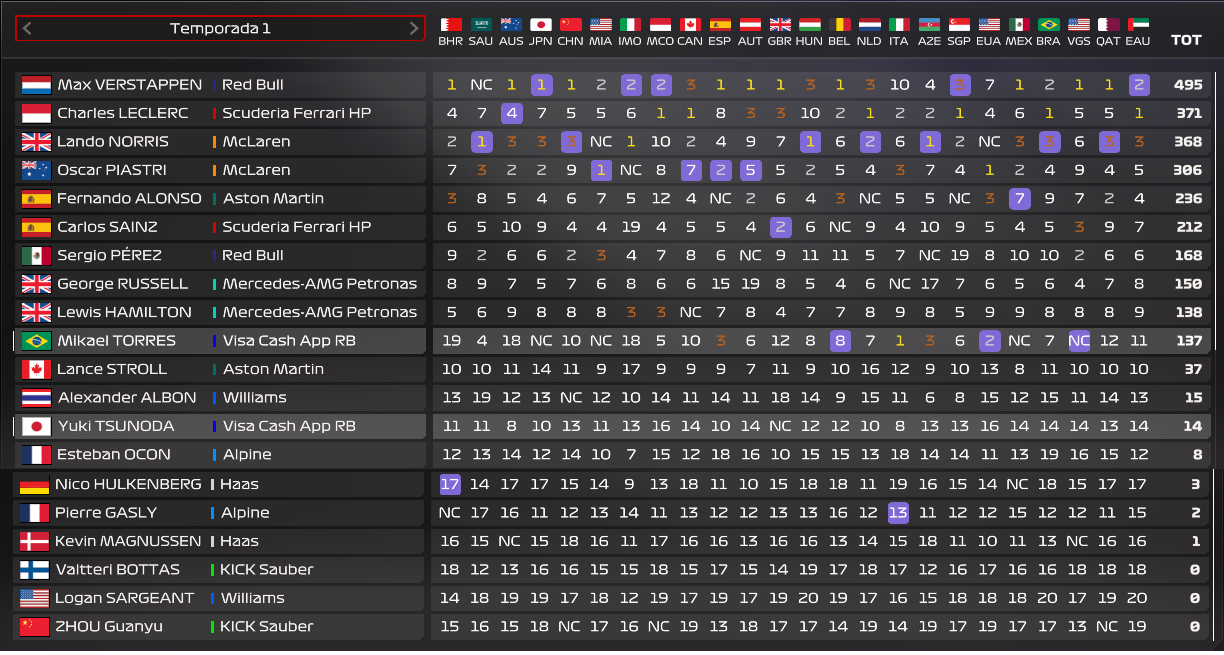 Temporada 1
BHR SAU AUS JPN CHN MIA IMO MCO CAN ESP AUT GBR HUN BEL NLD ITA AZE SGP EUA MEX BRA VGS QAT EAU TOT
Max VERSTAPPEN Red Bull 1 NC 1 1 1 2 2 2 3 1 1 1 3 1 3 10 4 3 7 1 2 1 1 2 495
Charles LECLERC Scuderia Ferrari HP 4 7 4 7 5 5 6 1 1 8 3 3 10 2 1 2 2 1 4 6 1 5 5 1 371
Lando NORRIS McLaren 2 1 3 3 3 NC 1 10 2 4 9 7 1 6 2 6 1 2 NC 3 3 6 3 3 368
Oscar PIASTRI McLaren 7 3 2 2 9 1 NC 8 7 2 5 5 2 5 4 3 7 4 1 2 4 9 4 5 306
Fernando ALONSO Aston Martin 3 8 5 4 6 7 5 12 4 NC 2 6 4 3 NC 5 5 NC 3 7 9 7 2 4 236
Carlos SAINZ Scuderia Ferrari HP 6 5 10 9 4 4 19 4 5 5 4 2 6 NC 9 4 10 9 5 4 5 3 9 7 212
Sergio PÉREZ Red Bull 9 2 6 6 2 3 4 7 8 6 NC 9 11 11 5 7 NC 19 8 10 10 2 6 6 168
George RUSSELL Mercedes-AMG Petronas 8 9 7 5 7 6 8 6 6 15 19 8 5 4 6 NC 17 7 6 5 6 4 7 8 150
Lewis HAMILTON Mercedes-AMG Petronas 5 6 9 8 8 8 3 3 NC 7 8 4 7 7 8 9 8 5 9 9 8 8 8 9 138
Mikael TORRES Visa Cash App RB 19 4 18 NC 10 NC 18 5 10 3 6 12 8 8 7 1 3 6 2 NC 7 NC 12 11 137
Lance STROLL Aston Martin 10 10 11 14 11 9 17 9 9 9 7 11 9 10 16 12 9 10 13 8 11 10 10 10 37
Alexander ALBON Williams 13 19 12 13 NC 12 10 14 11 14 11 18 14 9 15 11 6 8 15 12 15 11 14 13 15
Yuki TSUNODA Visa Cash App RB 11 11 8 10 13 11 13 16 14 10 14 NC 12 12 10 8 13 13 16 14 14 14 13 14 14
Esteban OCON Alpine 12 13 14 12 14 10 7 15 12 18 16 10 15 15 13 18 14 14 11 13 19 16 15 12 8
Nico HULKENBERG Haas 17 14 17 17 15 14 9 13 18 11 10 15 18 18 11 19 16 15 14 NC 18 15 17 17 3
Pierre GASLY Alpine NC 17 16 11 12 13 14 11 13 12 12 13 13 16 12 13 11 12 12 15 12 12 11 15 2
Kevin MAGNUSSEN Haas 16 15 NC 15 18 16 11 17 16 16 13 16 16 13 14 15 18 11 10 11 13 NC 16 16 1
Valtteri BOTTAS KICK Sauber 18 12 13 16 16 15 15 18 15 17 15 14 19 17 18 17 12 16 17 16 16 18 18 18 0
Logan SARGEANT Williams 14 18 19 19 17 18 12 19 17 19 17 19 20 19 17 16 15 18 18 18 20 17 19 20 0
ZHOU Guanyu KICK Sauber 15 16 15 18 NC 17 16 NC 19 13 18 17 17 14 19 14 19 17 19 17 17 13 NC 19 0